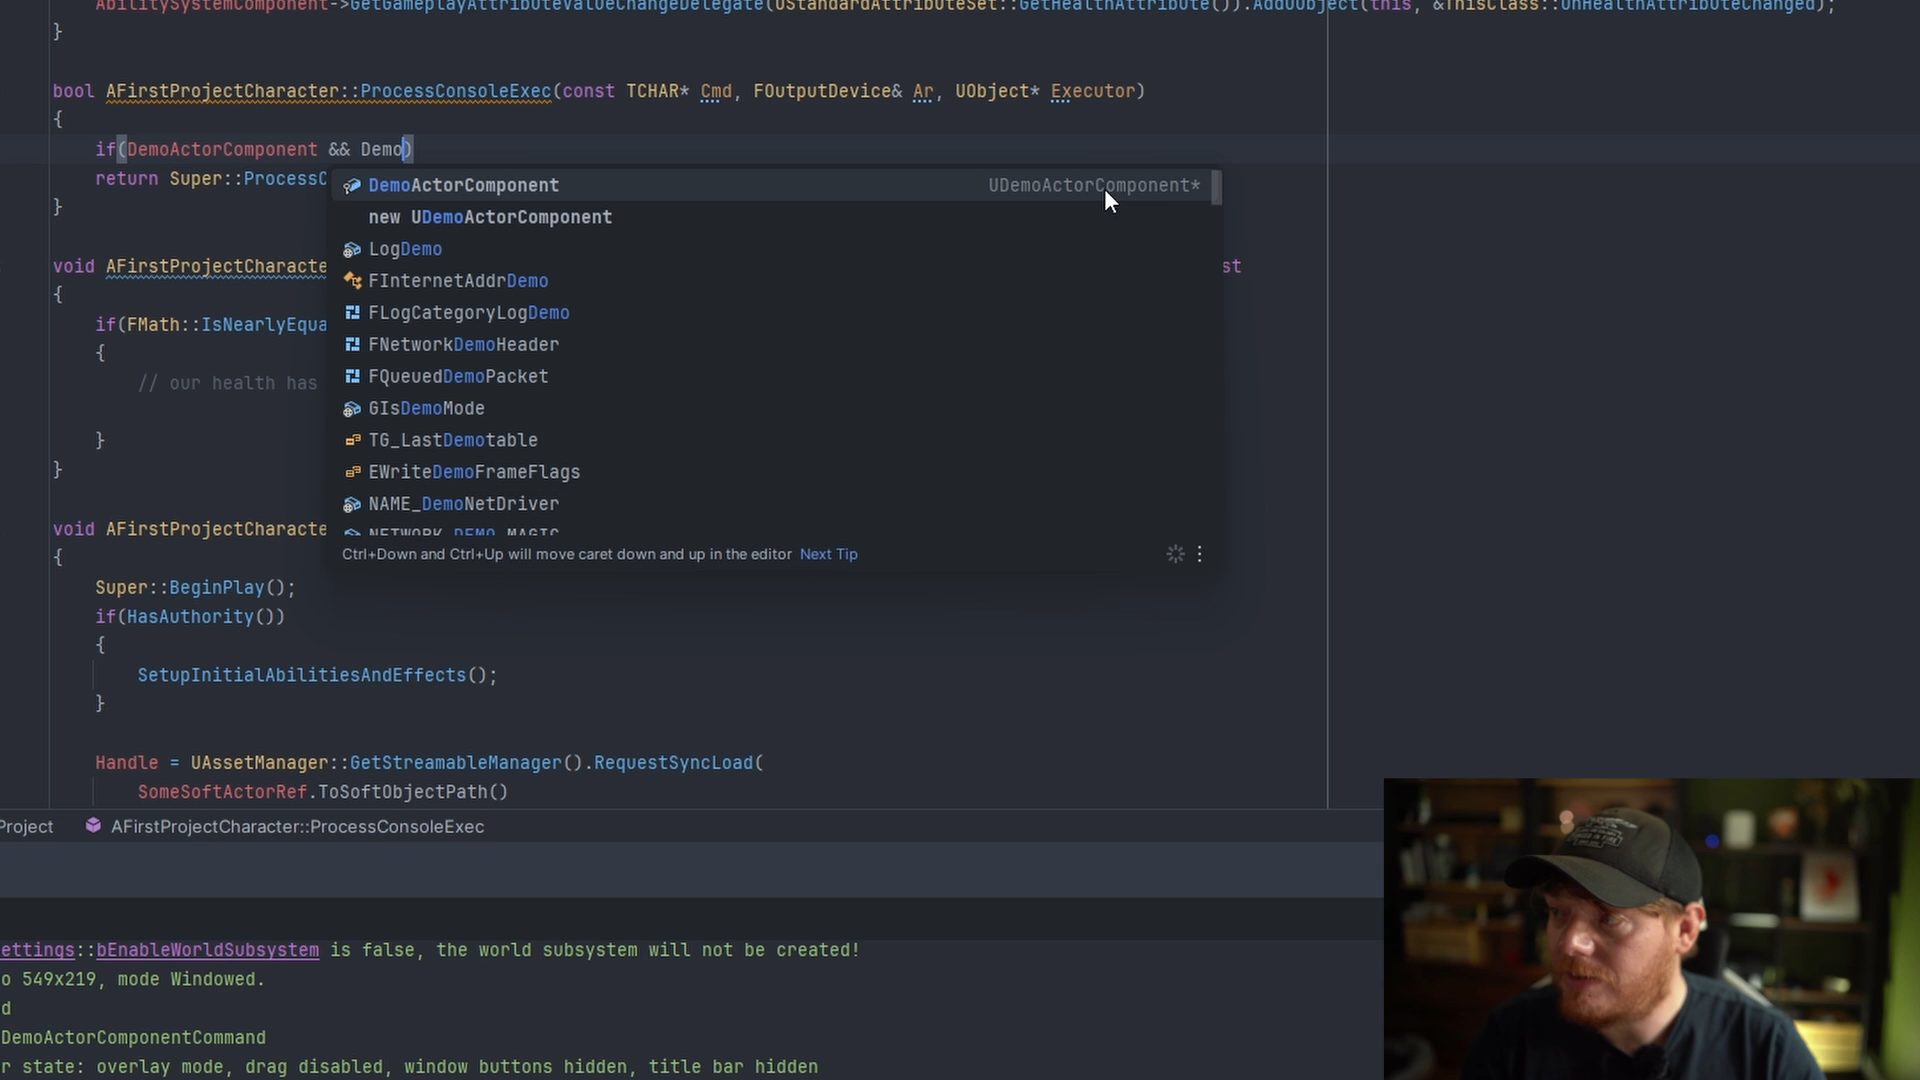 AbilitySystemComponent->GetGameplayAttributeValueChangeDelegate(UStandardAttributeSet::GetHealthAttribute()).AddUObject(this, &ThisClass::OnHealthAttributeChanged);
}
bool AFirstProjectCharacter::ProcessConsoleExec(const TCHAR* Cmd, FOutputDevice& Ar, UObject* Executor)
{
if(DemoActorComponent && Demo)
DemoActorComponent UDemoActorComponent*
return Super::ProcessC
}
new UDemoActorComponent
LogDemo
void AFirstProjectCharacte st
FInternetAddrDemo
{
FLogCategoryLogDemo
if(FMath::IsNearlyEqua
FNetworkDemoHeader
{
FQueuedDemoPacket
// our health has
GIsDemoMode
TG_LastDemotable
}
EWriteDemoFrameFlags
}
NAME_DemoNetDriver
void AFirstProjectCharacte
NETWORK_DEMO_MAGIC
Ctrl+Down and Ctrl+Up will move caret down and up in the editor Next Tip
{
Super::BeginPlay();
if(HasAuthority())
{
SetupInitialAbilitiesAndEffects();
}
Handle = UAssetManager::GetStreamableManager().RequestSyncLoad(
SomeSoftActorRef.ToSoftObjectPath()
Project AFirstProjectCharacter::ProcessConsoleExec
ettings::bEnableWorldSubsystem is false, the world subsystem will not be created!
o 549x219, mode Windowed.
d
DemoActorComponentCommand
r state: overlay mode, drag disabled, window buttons hidden, title bar hidden